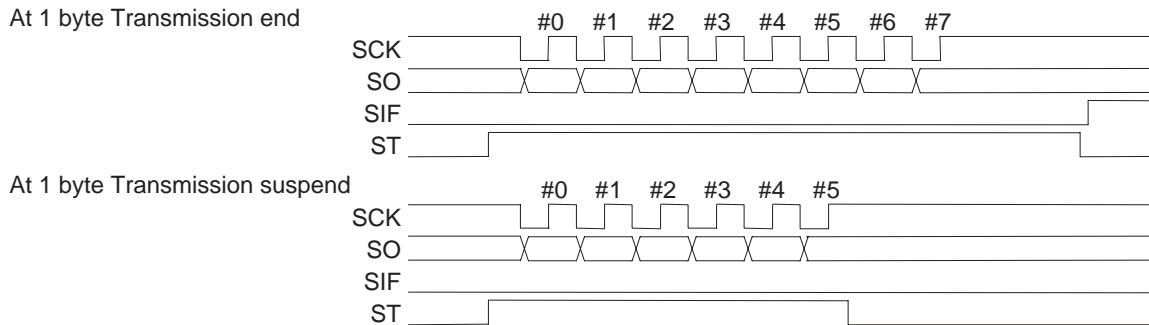 At 1 byte Transmission end
#0 #1 #2 #3 #4 #5 #6 #7
SCK
SO
SIF
ST
At 1 byte Transmission suspend
#0 #1 #2 #3 #4 #5
SCK
SO
SIF
ST